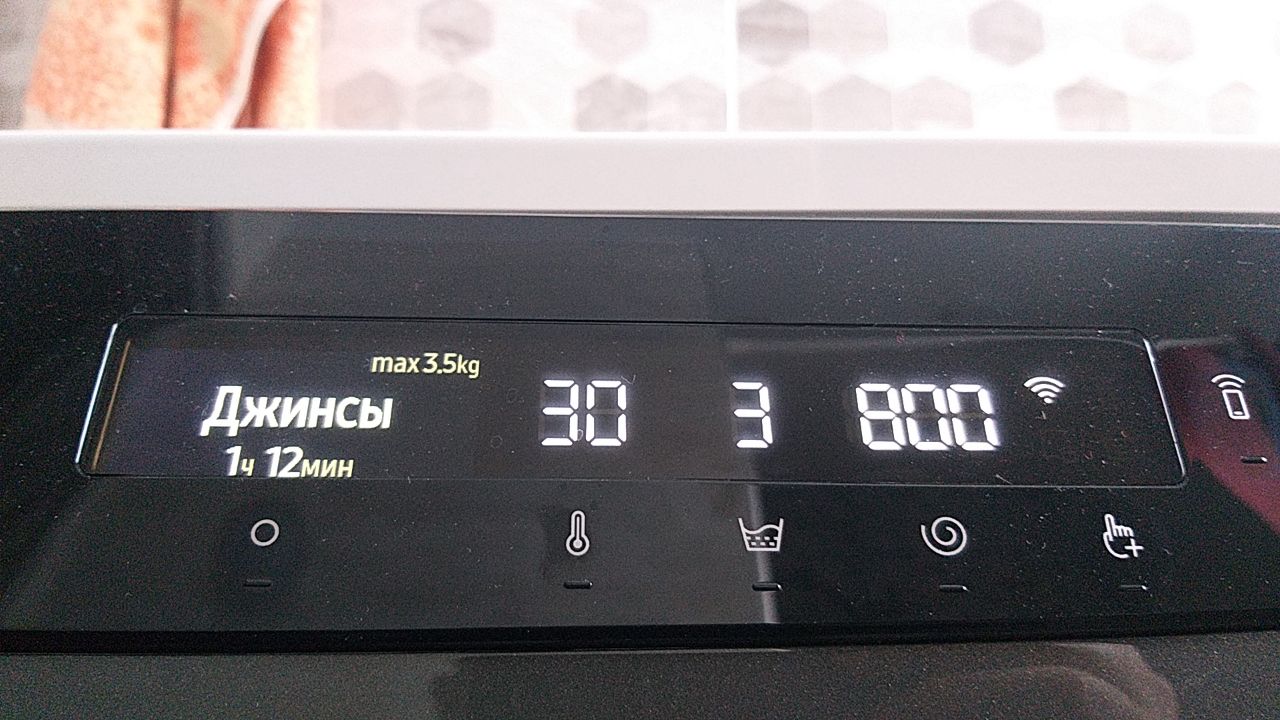 max 3.5kg
Джинсы 30 3 800
1ч 12мин